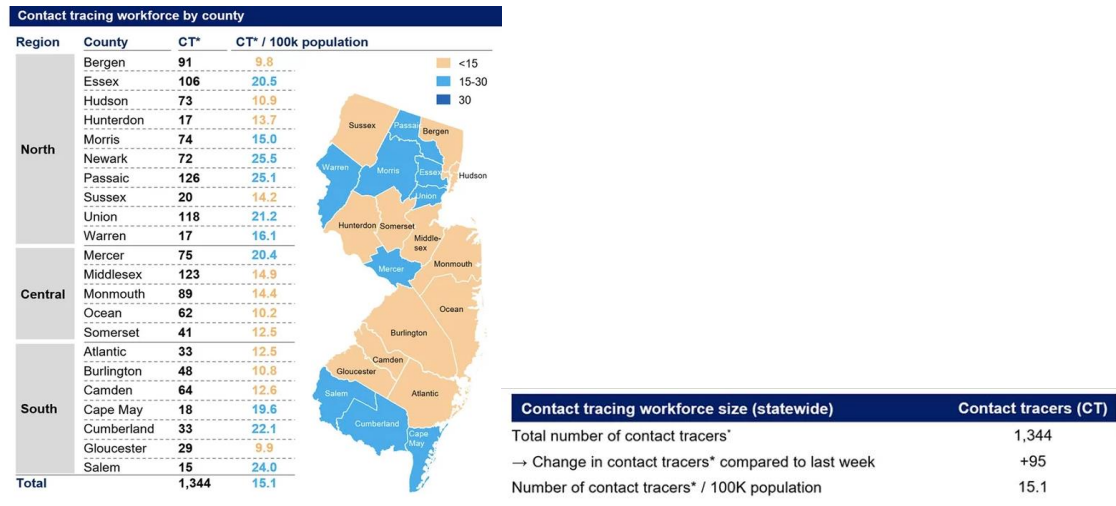 Contact tracing workforce by county
Region County CT* CT* / 100k population
North
Bergen 91 9.8
Essex 106 20.5
Hudson 73 10.9
Hunterdon 17 13.7
Morris 74 15.0
Newark 72 25.5
Passaic 126 25.1
Sussex 20 14.2
Union 118 21.2
Warren 17 16.1
Central
Mercer 75 20.4
Middlesex 123 14.9
Monmouth 89 14.4
Ocean 62 10.2
Somerset 41 12.5
South
Atlantic 33 12.5
Burlington 48 10.8
Camden 64 12.6
Cape May 18 19.6
Cumberland 33 22.1
Gloucester 29 9.9
Salem 15 24.0
Total 1,344 15.1
<15
15-30
30
Sussex
Passai
Bergen
Warren
Morris
Essex
Hudson
Union
Hunterdon
Somerset
Middle-
sex
Mercer
Monmouth
Ocean
Burlington
Camden
Gloucester
Salem
Atlantic
Cumberland
Cape
May
Contact tracing workforce size (statewide) Contact tracers (CT)
Total number of contact tracers* 1,344
→ Change in contact tracers* compared to last week +95
Number of contact tracers* / 100K population 15.1